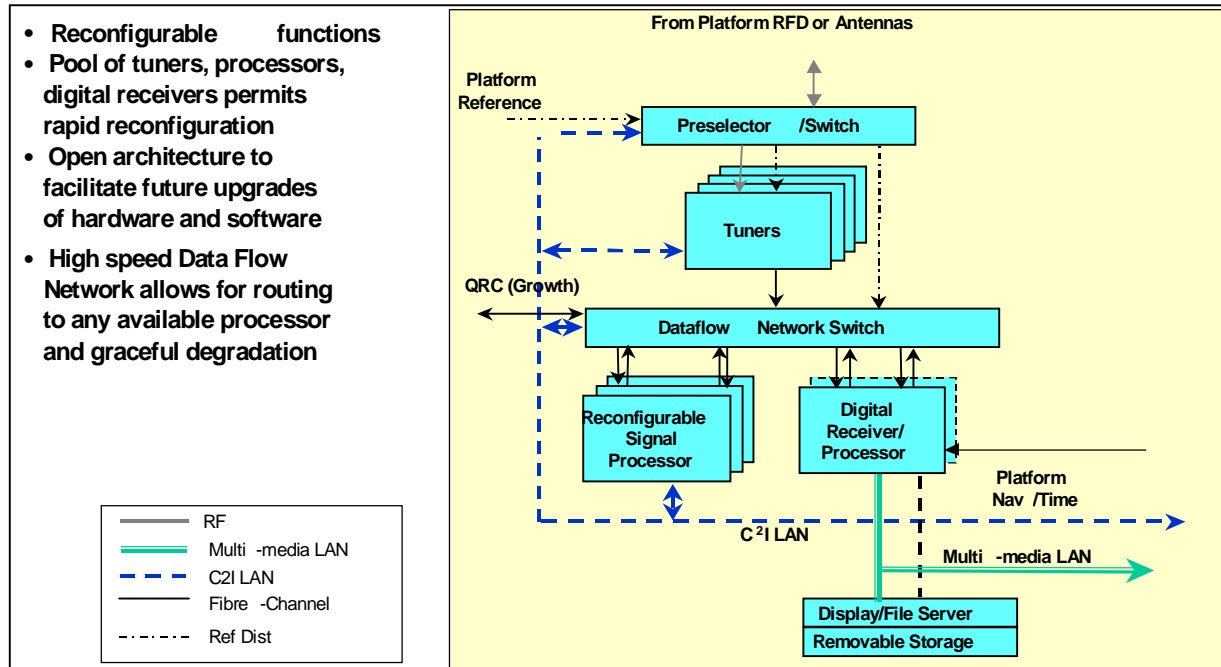 • Reconfigurable functions
• Pool of tuners, processors,
digital receivers permits
rapid reconfiguration
• Open architecture to
facilitate future upgrades
of hardware and software
• High speed Data Flow
Network allows for routing
to any available processor
and graceful degradation
RF
Multi -media LAN
C2I LAN
Fibre -Channel
Ref Dist
From Platform RFD or Antennas
Platform
Reference
Preselector /Switch
Tuners
QRC (Growth)
Dataflow Network Switch
Reconfigurable
Signal
Processor
Digital
Receiver/
Processor
Platform
Nav /Time
C²I LAN
Multi -media LAN
Display/File Server
Removable Storage